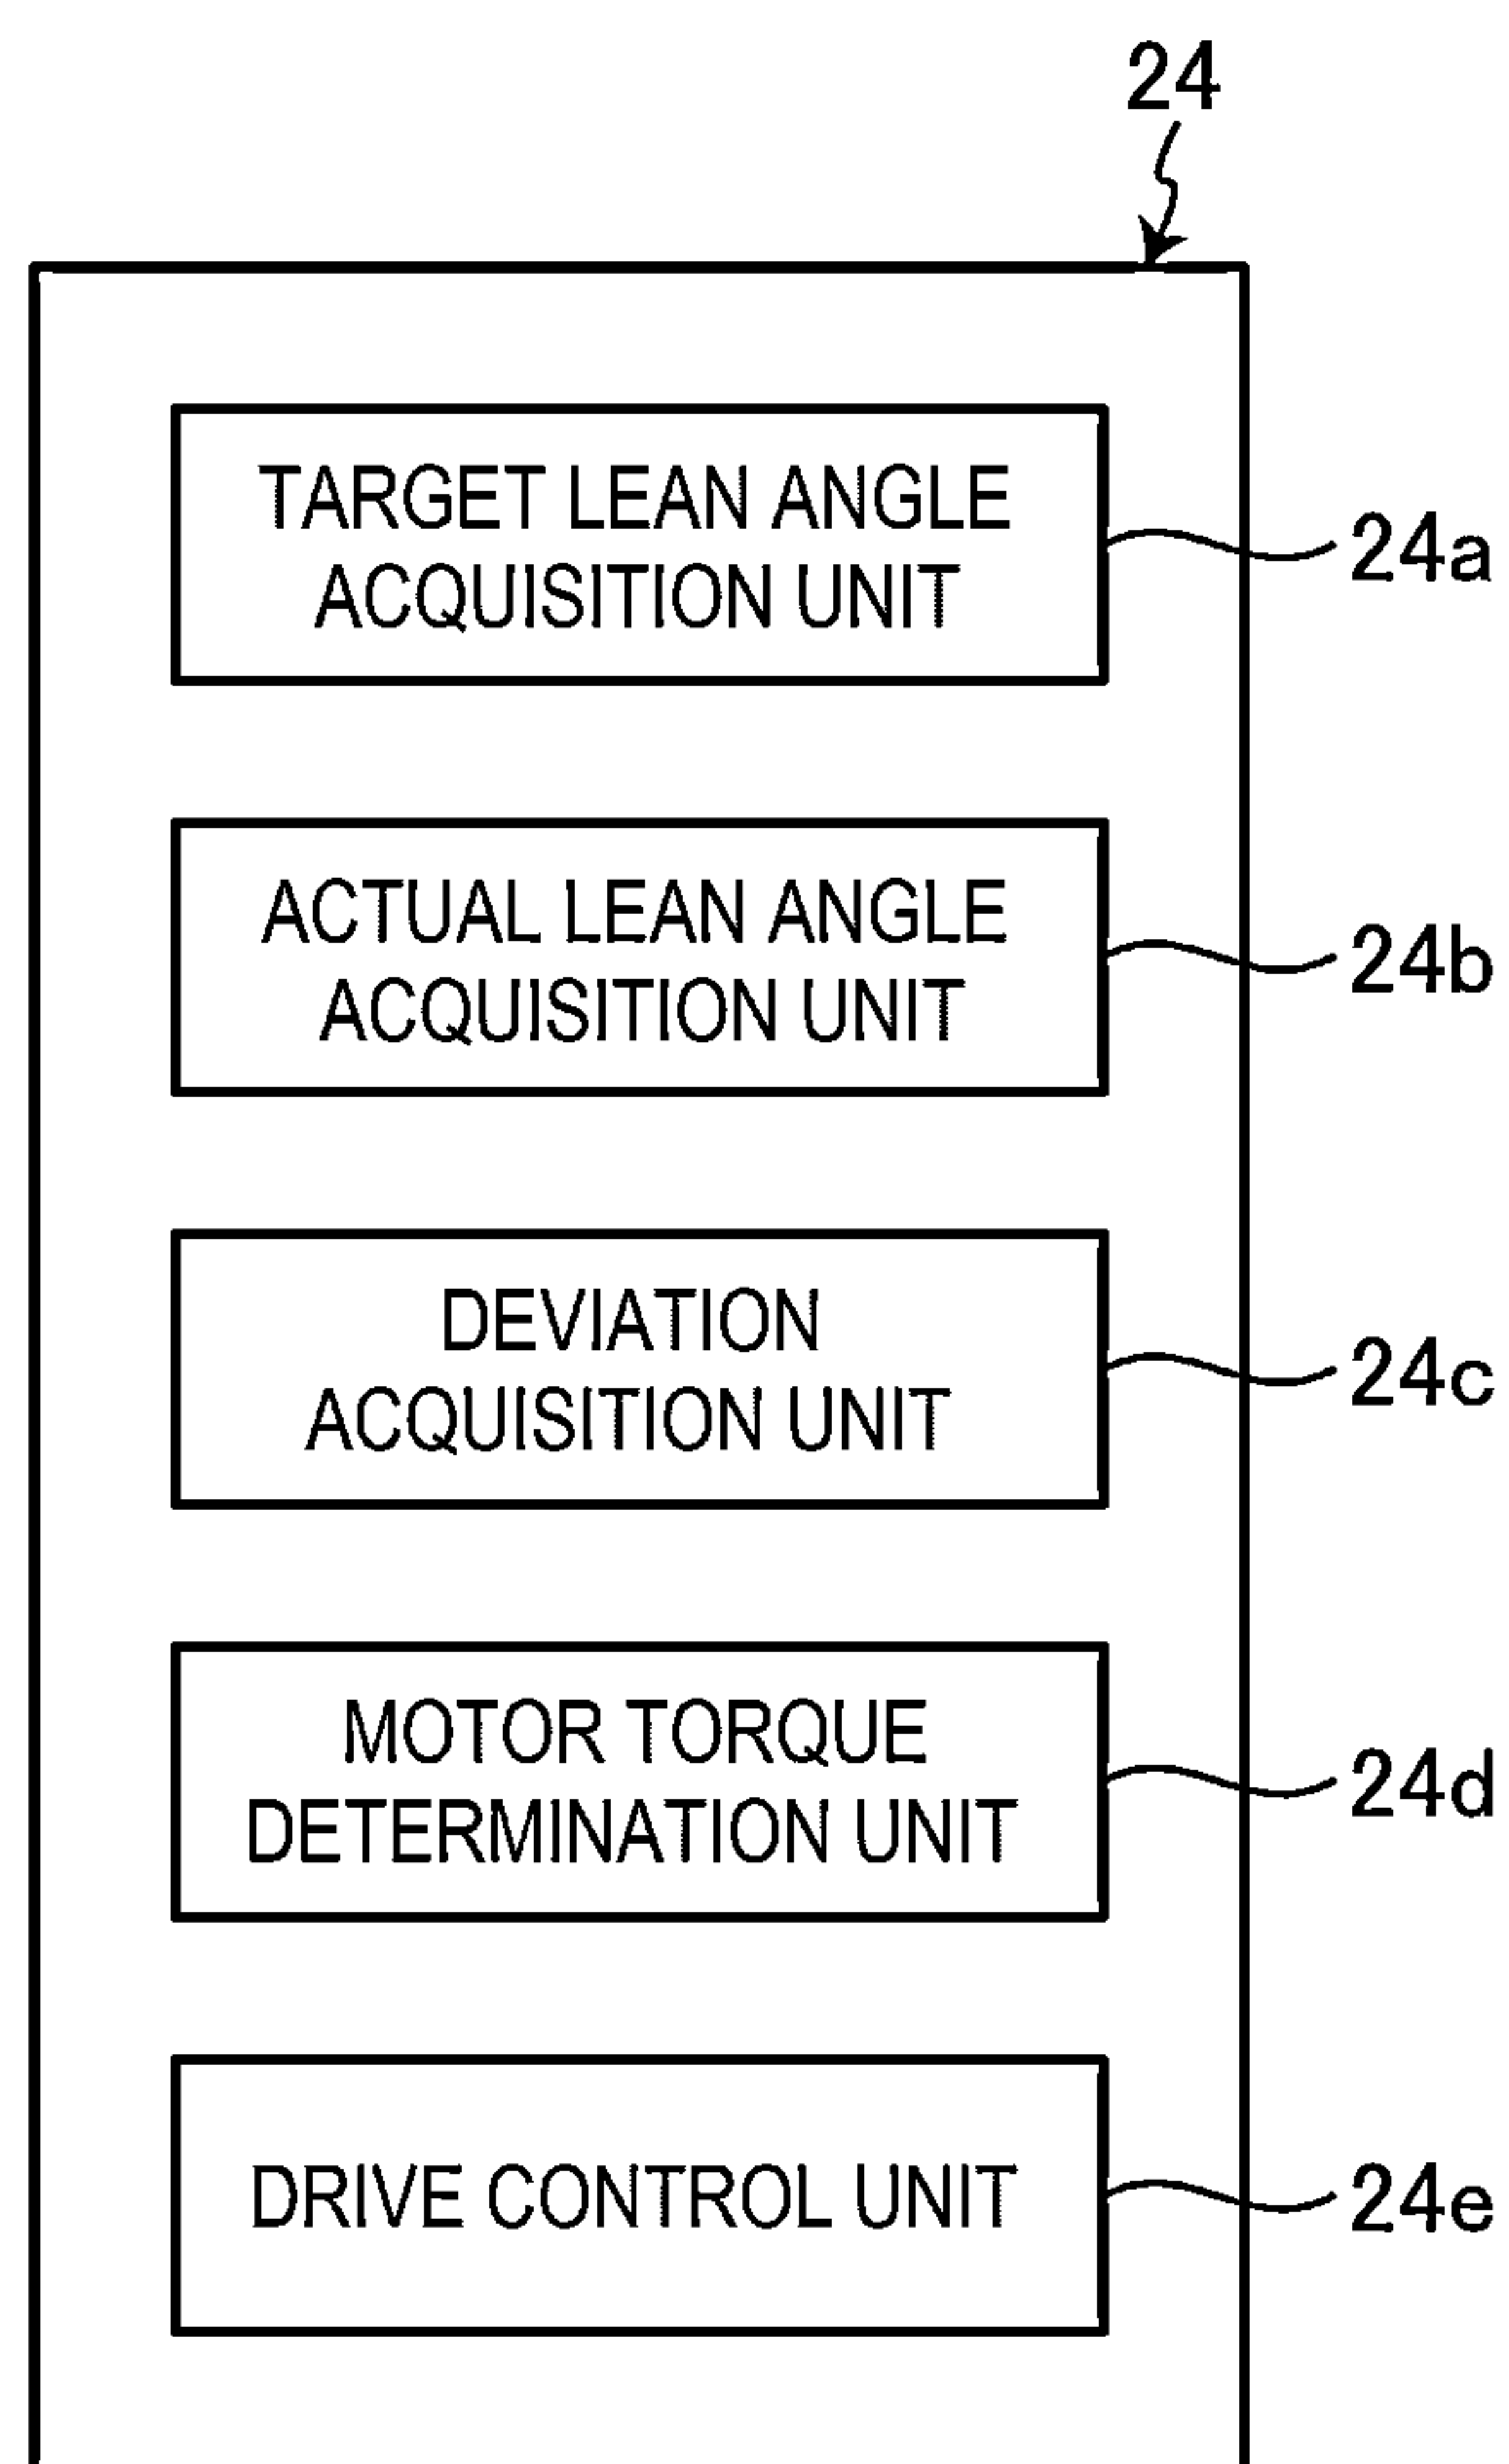 24
TARGET LEAN ANGLE
ACQUISITION UNIT
24a
ACTUAL LEAN ANGLE
ACQUISITION UNIT
24b
DEVIATION
ACQUISITION UNIT
24c
MOTOR TORQUE
DETERMINATION UNIT
24d
DRIVE CONTROL UNIT
24e